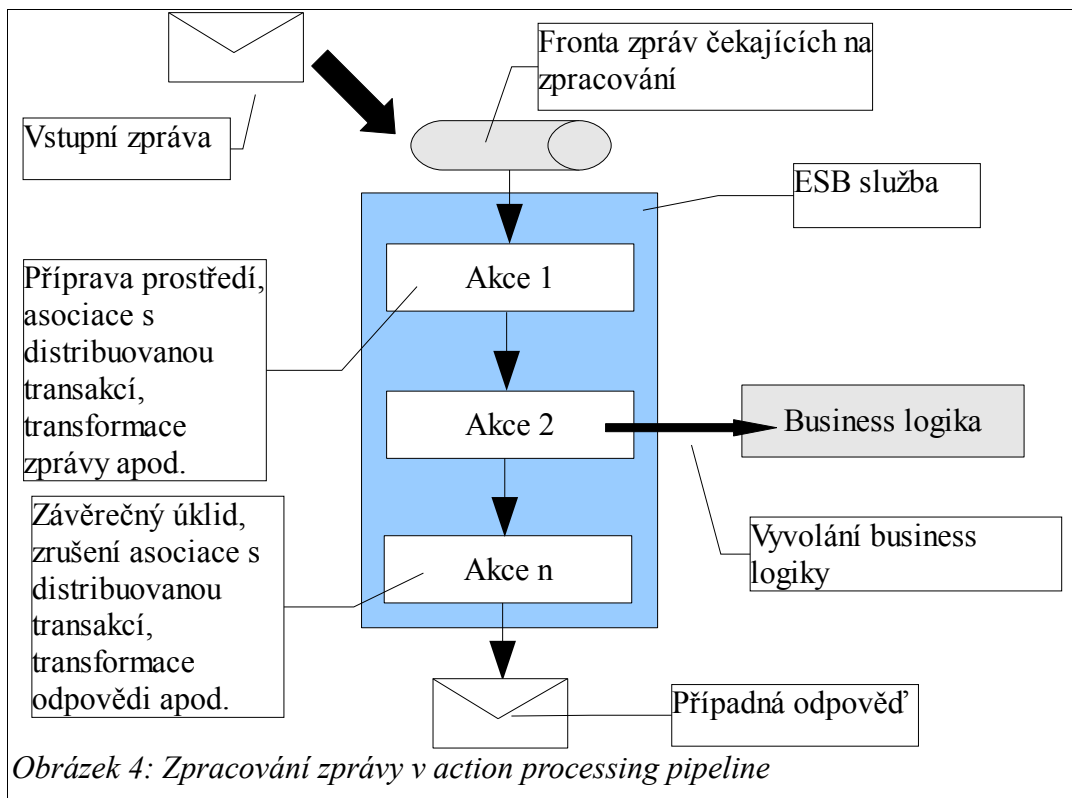 Fronta zpráv čekajících na
zpracování
Vstupní zpráva
ESB služba
Akce 1
Příprava prostředí,
asociace s
distribuovanou
transakcí,
transformace
zprávy apod.
Akce 2
Business logika
Závěrečný úklid,
zrušení asociace s
distribuovanou
transakcí,
transformace
odpovědi apod.
Vyvolání business
logiky
Akce n
Případná odpověď
Obrázek 4: Zpracování zprávy v action processing pipeline